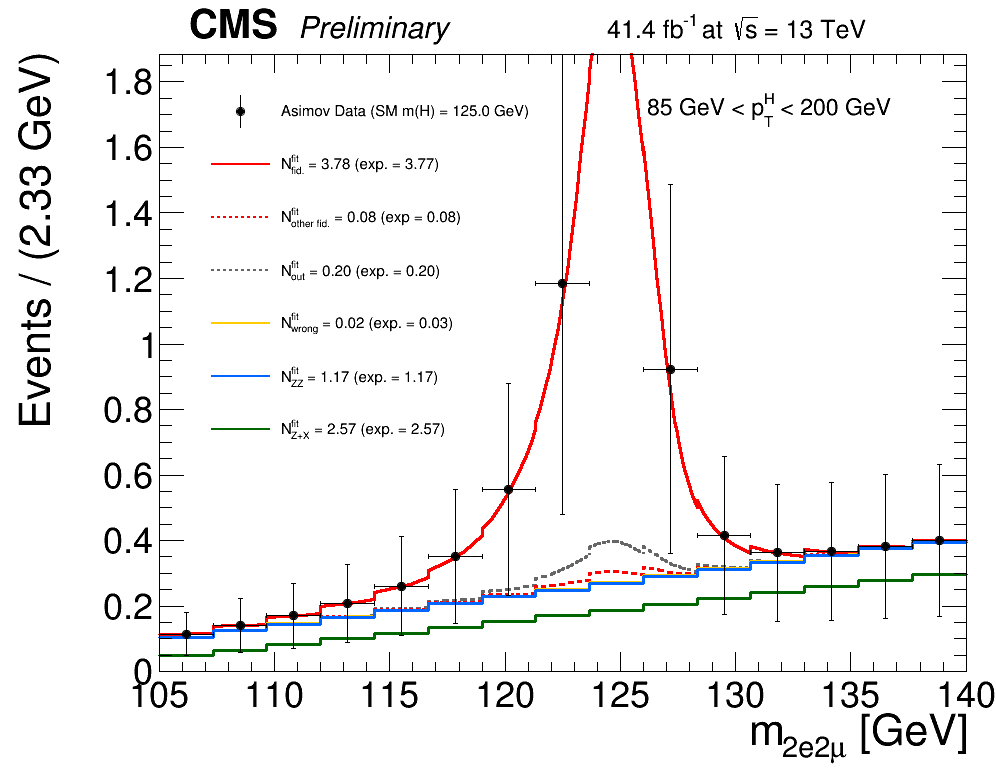 CMS Preliminary 41.4 fb⁻¹ at √s = 13 TeV
85 GeV < p_T^H < 200 GeV
Asimov Data (SM m(H) = 125.0 GeV)
N_fid.^fit = 3.78 (exp. = 3.77)
N_other fid.^fit = 0.08 (exp = 0.08)
N_out^fit = 0.20 (exp. = 0.20)
N_wrong^fit = 0.02 (exp. = 0.03)
N_ZZ^fit = 1.17 (exp. = 1.17)
N_Z+X^fit = 2.57 (exp. = 2.57)
Events / (2.33 GeV)
1.8
1.6
1.4
1.2
1
0.8
0.6
0.4
0.2
0
105 110 115 120 125 130 135 140
m_2e2μ [GeV]